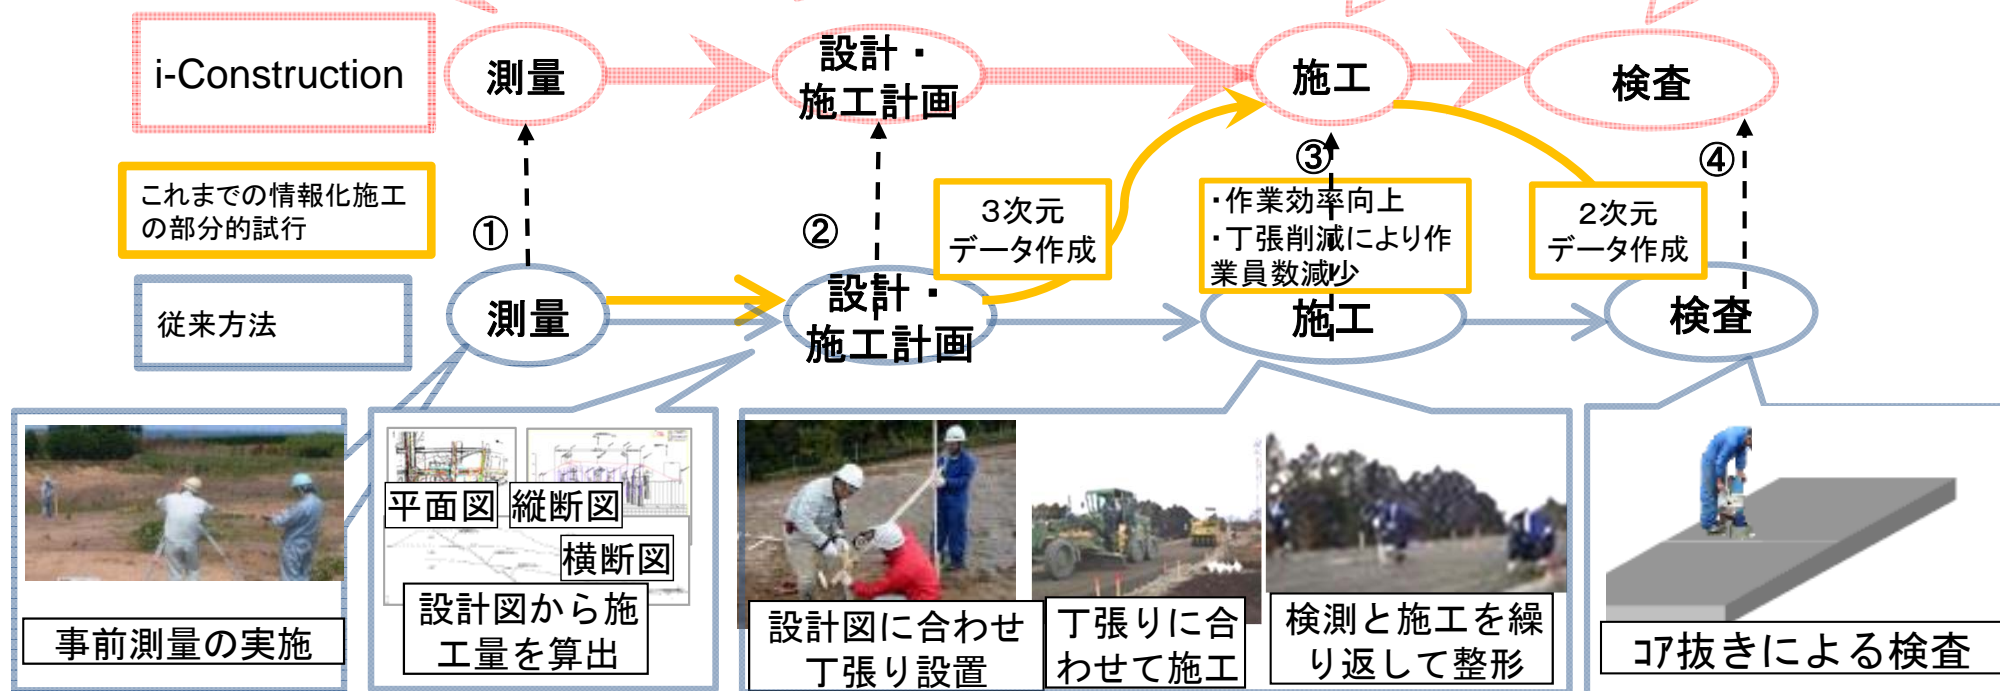 i-Construction
測量
設計・
施工計画
施工
検査
これまでの情報化施工
の部分的試行
①
②
３次元
データ作成
③
・作業効率向上
・丁張削減により作
業員数減少
２次元
データ作成
④
従来方法
測量
設計・
施工計画
施工
検査
平面図
縦断図
横断図
事前測量の実施
設計図から施
工量を算出
設計図に合わせ
丁張り設置
丁張りに合
わせて施工
検測と施工を繰
り返して整形
ｺｱ抜きによる検査